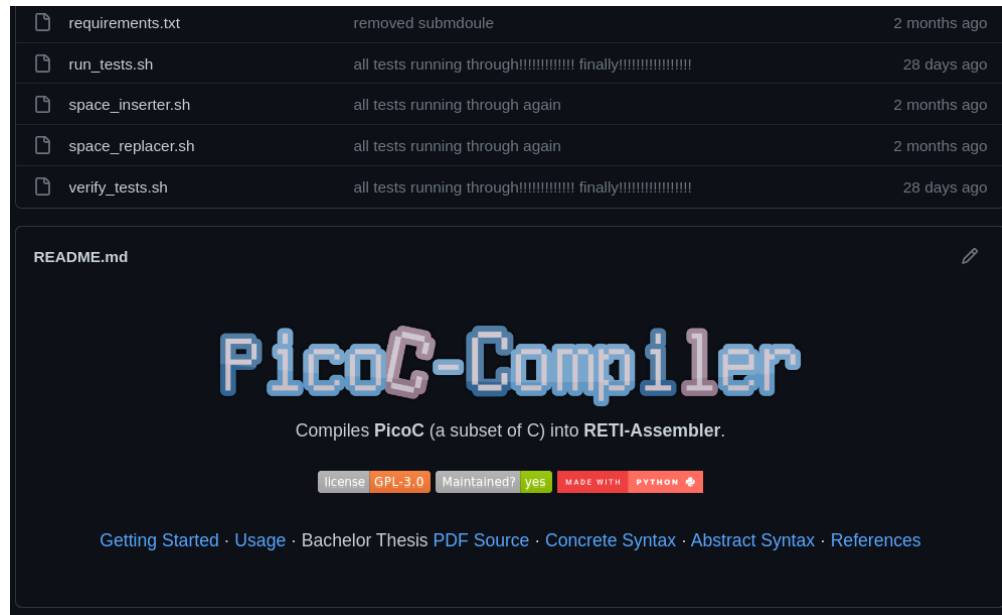 requirements.txt removed submdoule 2 months ago
run_tests.sh all tests running through!!!!!!!!!!!!! finally!!!!!!!!!!!!!!!!! 28 days ago
space_inserter.sh all tests running through again 2 months ago
space_replacer.sh all tests running through again 2 months ago
verify_tests.sh all tests running through!!!!!!!!!!!!! finally!!!!!!!!!!!!!!!!! 28 days ago
README.md
PicoC-Compiler
Compiles PicoC (a subset of C) into RETI-Assembler.
license GPL-3.0 Maintained? yes MADE WITH PYTHON
Getting Started · Usage · Bachelor Thesis PDF Source · Concrete Syntax · Abstract Syntax · References